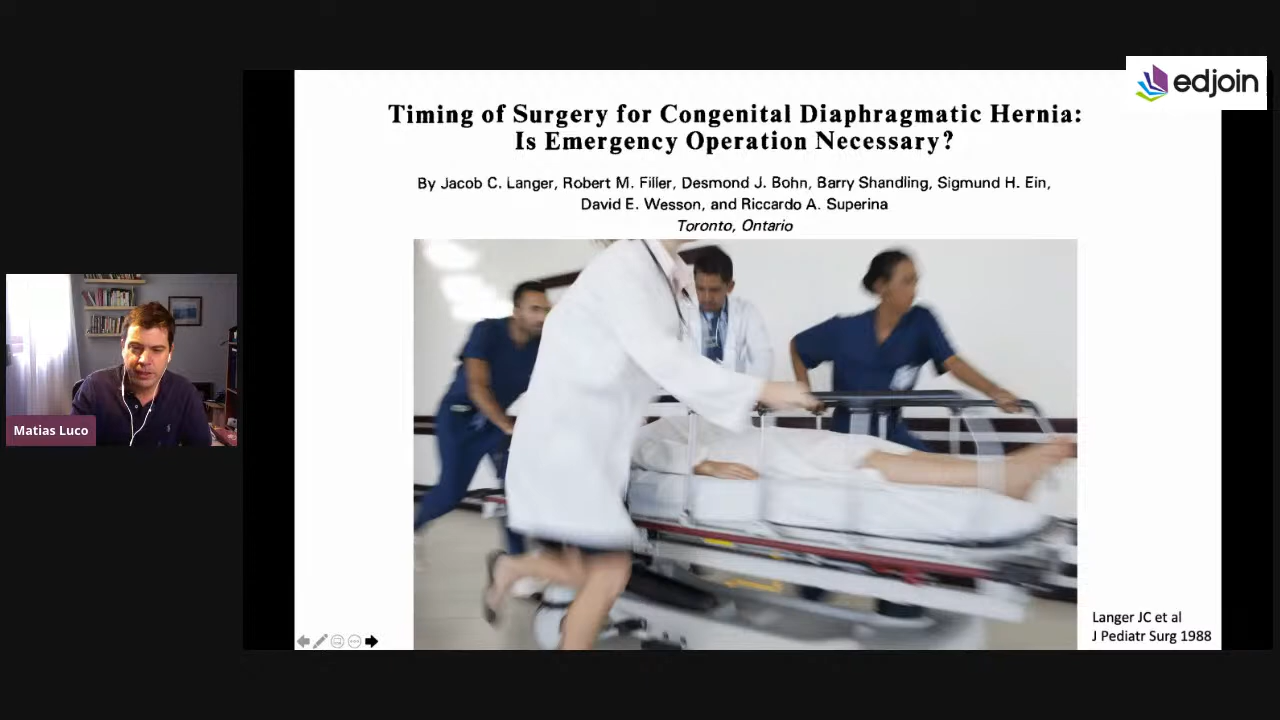 edjoin
Timing of Surgery for Congenital Diaphragmatic Hernia:
Is Emergency Operation Necessary?
By Jacob C. Langer, Robert M. Filler, Desmond J. Bohn, Barry Shandling, Sigmund H. Ein,
David E. Wesson, and Riccardo A. Superina
Toronto, Ontario
Matias Luco
Langer JC et al
J Pediatr Surg 1988